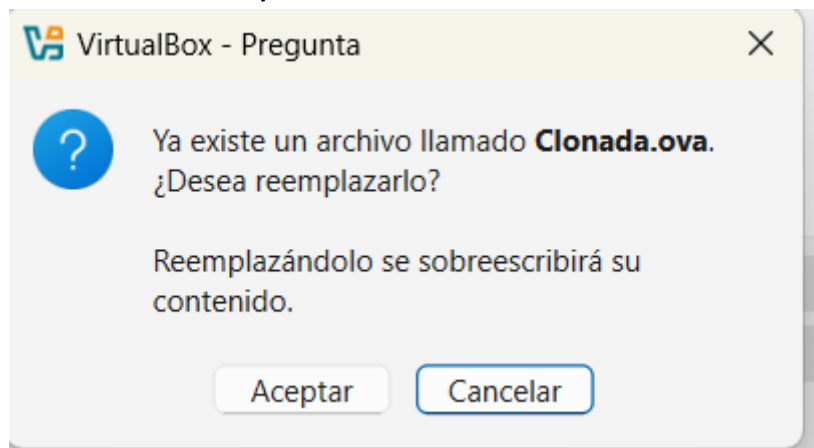 VirtualBox - Pregunta
Ya existe un archivo llamado Clonada.ova.
¿Desea reemplazarlo?
Reemplazándolo se sobreescribirá su
contenido.
Aceptar
Cancelar